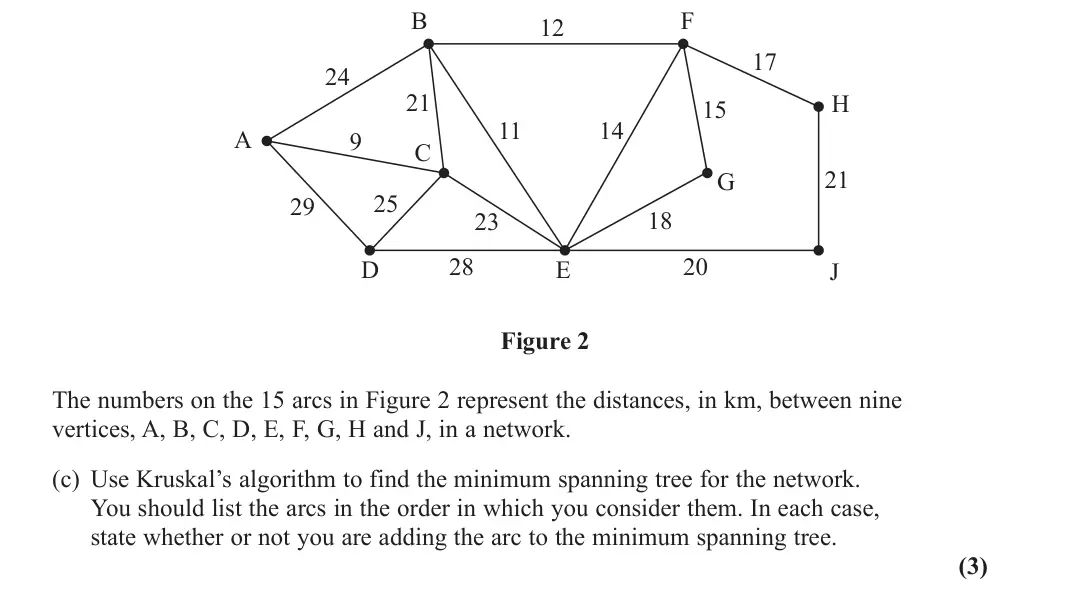 B
12
F
17
24
H
21
15
11
14
A
9
C
G
21
29
25
23
18
D
28
E
20
J
Figure 2
The numbers on the 15 arcs in Figure 2 represent the distances, in km, between nine
vertices, A, B, C, D, E, F, G, H and J, in a network.
(c) Use Kruskal’s algorithm to find the minimum spanning tree for the network.
You should list the arcs in the order in which you consider them. In each case,
state whether or not you are adding the arc to the minimum spanning tree.
(3)